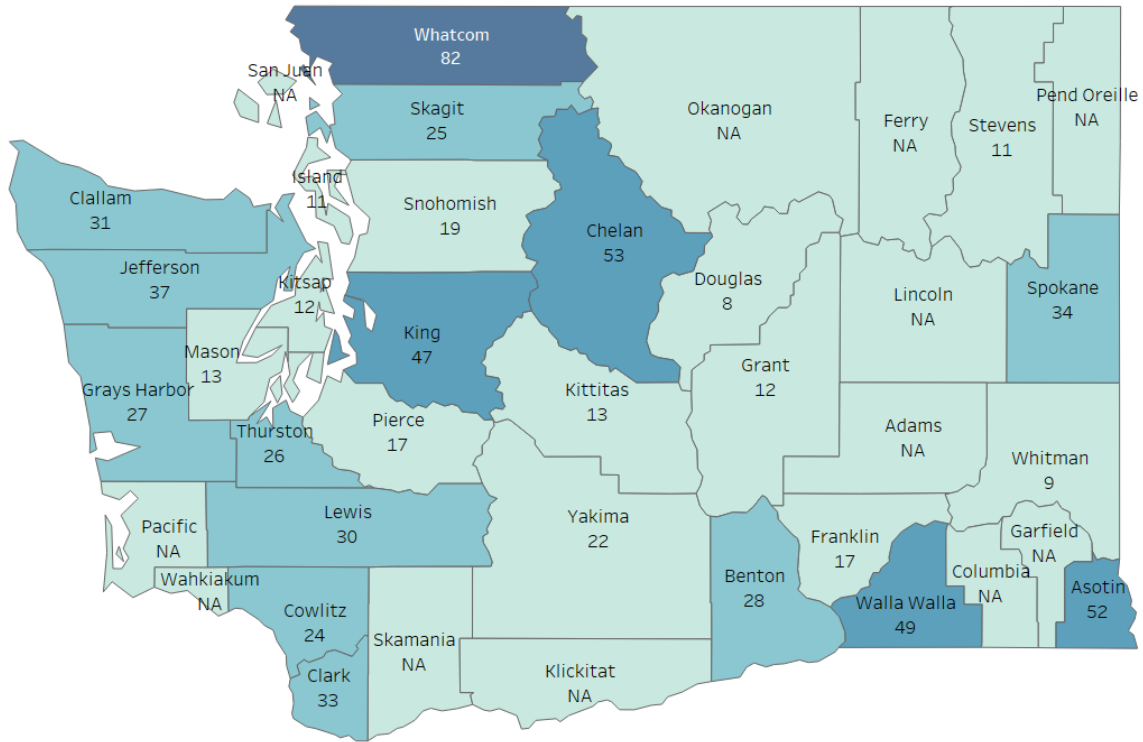 Whatcom
82
San Juan
NA
Skagit
25
Okanogan
NA
Ferry
NA
Stevens
11
Pend Oreille
NA
Clallam
31
Island
11
Snohomish
19
Chelan
53
Jefferson
37
Kitsap
12
Douglas
8
Lincoln
NA
Spokane
34
King
47
Mason
13
Grays Harbor
27
Kittitas
13
Grant
12
Thurston
26
Pierce
17
Adams
NA
Whitman
9
Pacific
NA
Lewis
30
Yakima
22
Franklin
17
Garfield
NA
Wahkiakum
NA
Benton
28
Columbia
NA
Asotin
52
Cowlitz
24
Walla Walla
49
Skamania
NA
Clark
33
Klickitat
NA